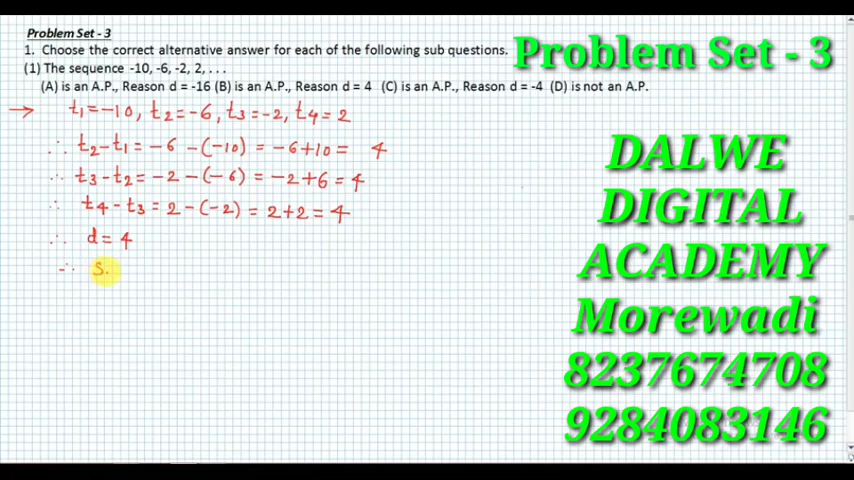 Problem Set - 3
1. Choose the correct alternative answer for each of the following sub questions.
(1) The sequence -10, -6, -2, 2, . . .
(A) is an A.P., Reason d = -16 (B) is an A.P., Reason d = 4 (C) is an A.P., Reason d = -4 (D) is not an A.P.
→ t₁=-10, t₂=-6, t₃=-2, t₄=2
∴ t₂-t₁=-6-(-10)=-6+10= 4
∴ t₃-t₂=-2-(-6)=-2+6=4
∴ t₄-t₃=2-(-2)=2+2=4
∴ d=4
∴ S.
Problem Set - 3
DALWE
DIGITAL
ACADEMY
Morewadi
8237674708
9284083146